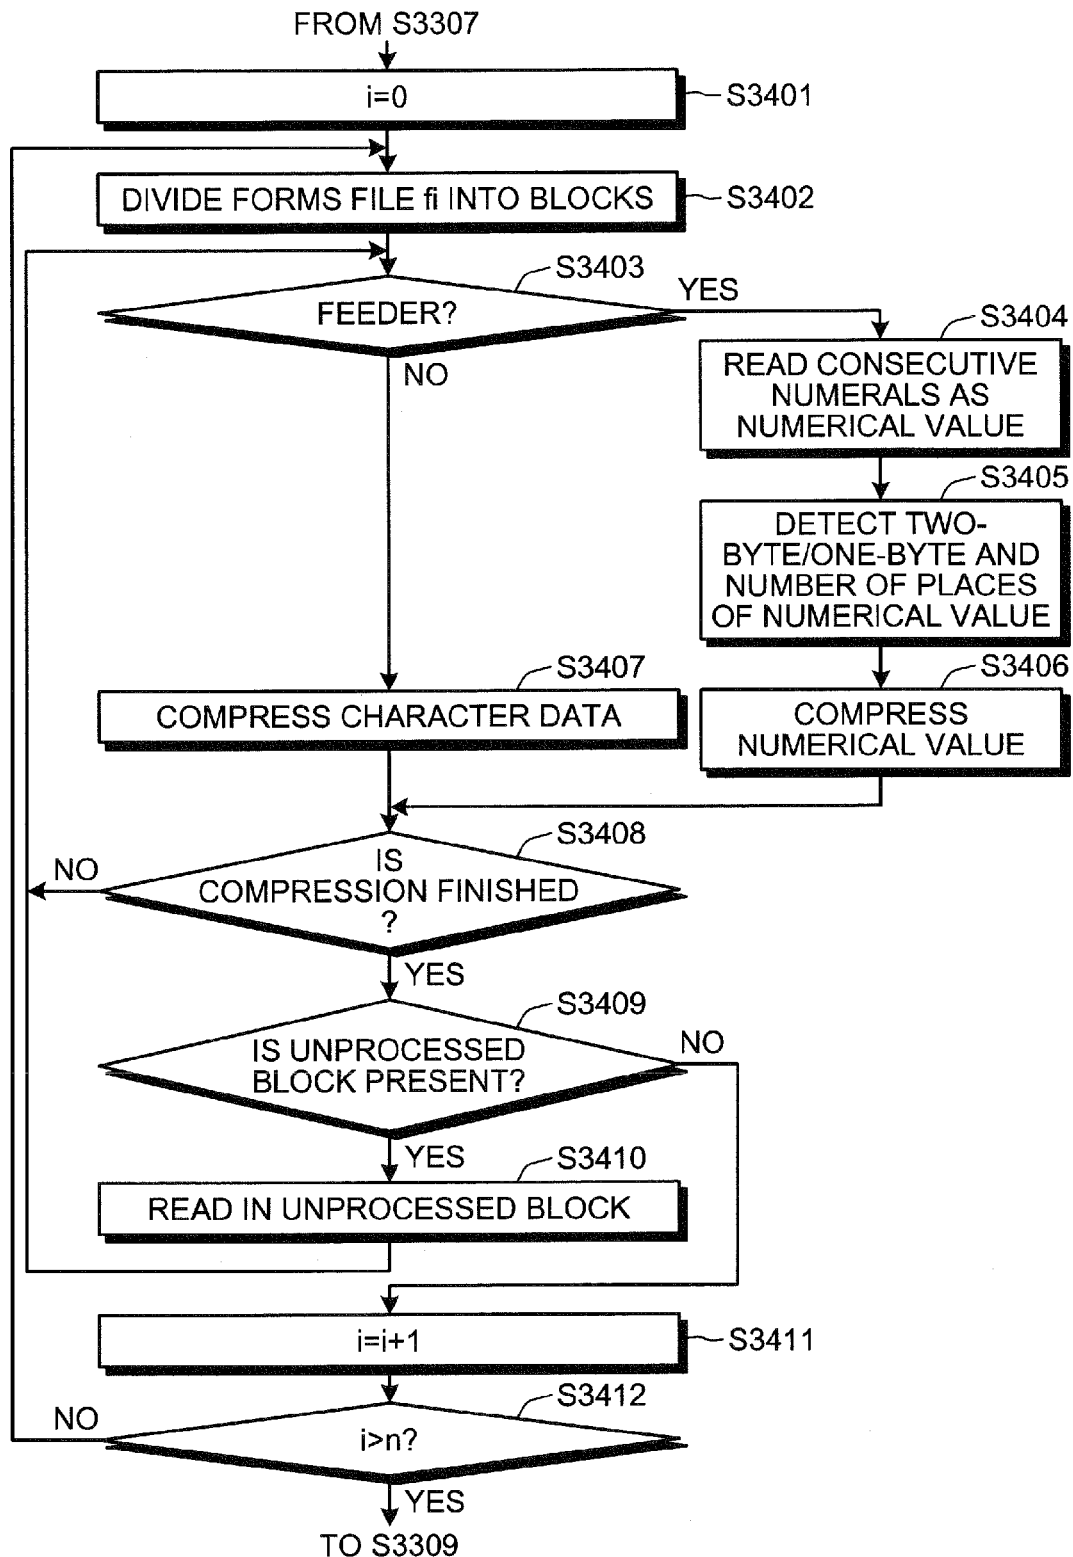 FROM S3307
i=0
S3401
DIVIDE FORMS FILE fi INTO BLOCKS
S3402
FEEDER?
S3403
YES
NO
S3404
READ CONSECUTIVE
NUMERALS AS
NUMERICAL VALUE
S3405
DETECT TWO-
BYTE/ONE-BYTE AND
NUMBER OF PLACES
OF NUMERICAL VALUE
S3406
COMPRESS
NUMERICAL VALUE
S3407
COMPRESS CHARACTER DATA
S3408
IS
COMPRESSION FINISHED
?
NO
YES
S3409
IS UNPROCESSED
BLOCK PRESENT?
NO
YES
S3410
READ IN UNPROCESSED BLOCK
i=i+1
S3411
S3412
i>n?
NO
YES
TO S3309